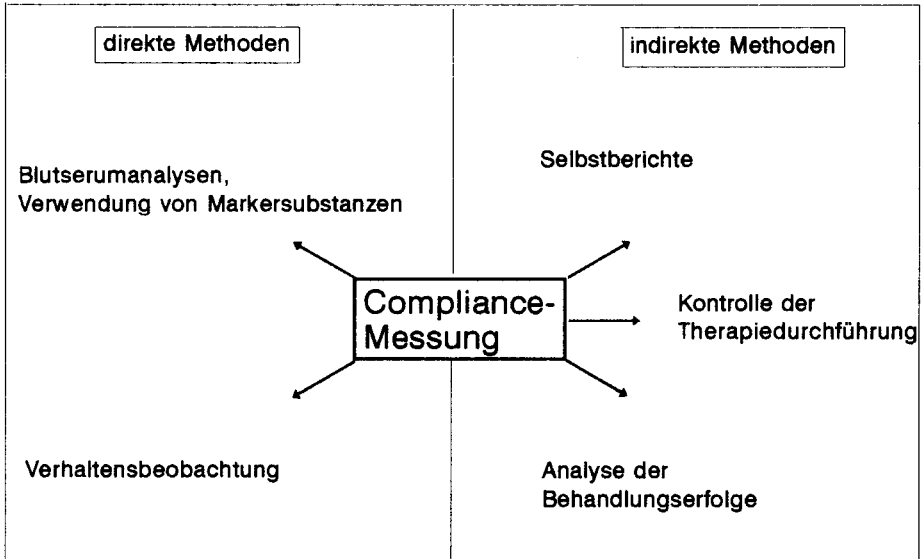 direkte Methoden
indirekte Methoden
Blutserumanalysen,
Verwendung von Markersubstanzen
Selbstberichte
Compliance-
Messung
Kontrolle der
Therapiedurchführung
Verhaltensbeobachtung
Analyse der
Behandlungserfolge